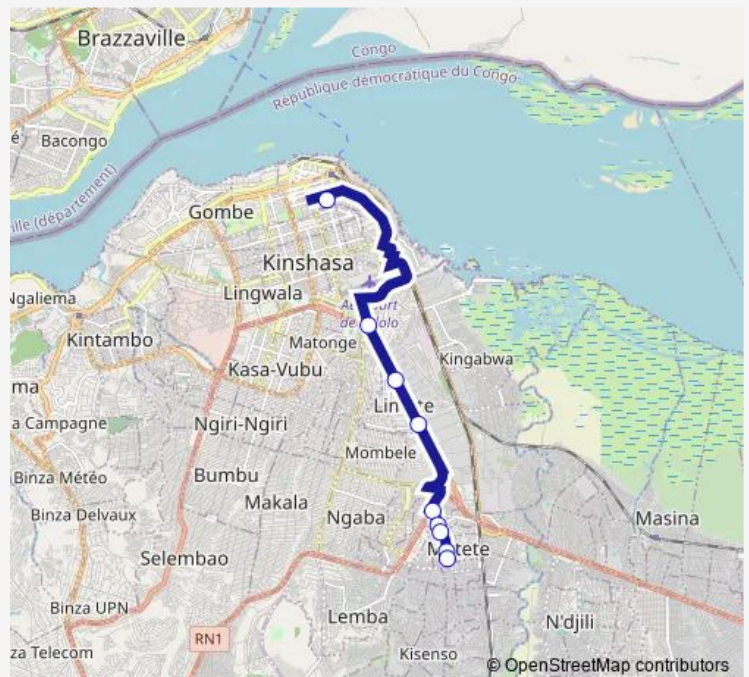 Brazzaville
Congo
République démocratique du Congo
Bacongo
Gombe
Kinshasa
Ngaliema
Lingwala
Kintambo
Matonge
Kingabwa
Kasa-Vubu
a Campagne
Ngiri-Ngiri
Mombele
Binza Météo
Bumbu
Makala
Binza Delvaux
Ngaba
Masina
Selembao
Binza UPN
Lemba
N'djili
RN1
za Telecom
Kisenso
© OpenStreetMap contributors